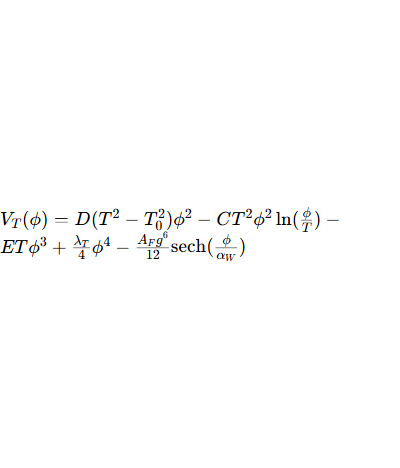 $V_T(\phi) = D(T^2 - T_0^2)\phi^2 - CT^2\phi^2 \ln(\frac{\phi}{T}) -$
$ET\phi^3 + \frac{\lambda_T}{4}\phi^4 - \frac{A_F g^6}{12}\text{sech}(\frac{\phi}{\alpha_W})$